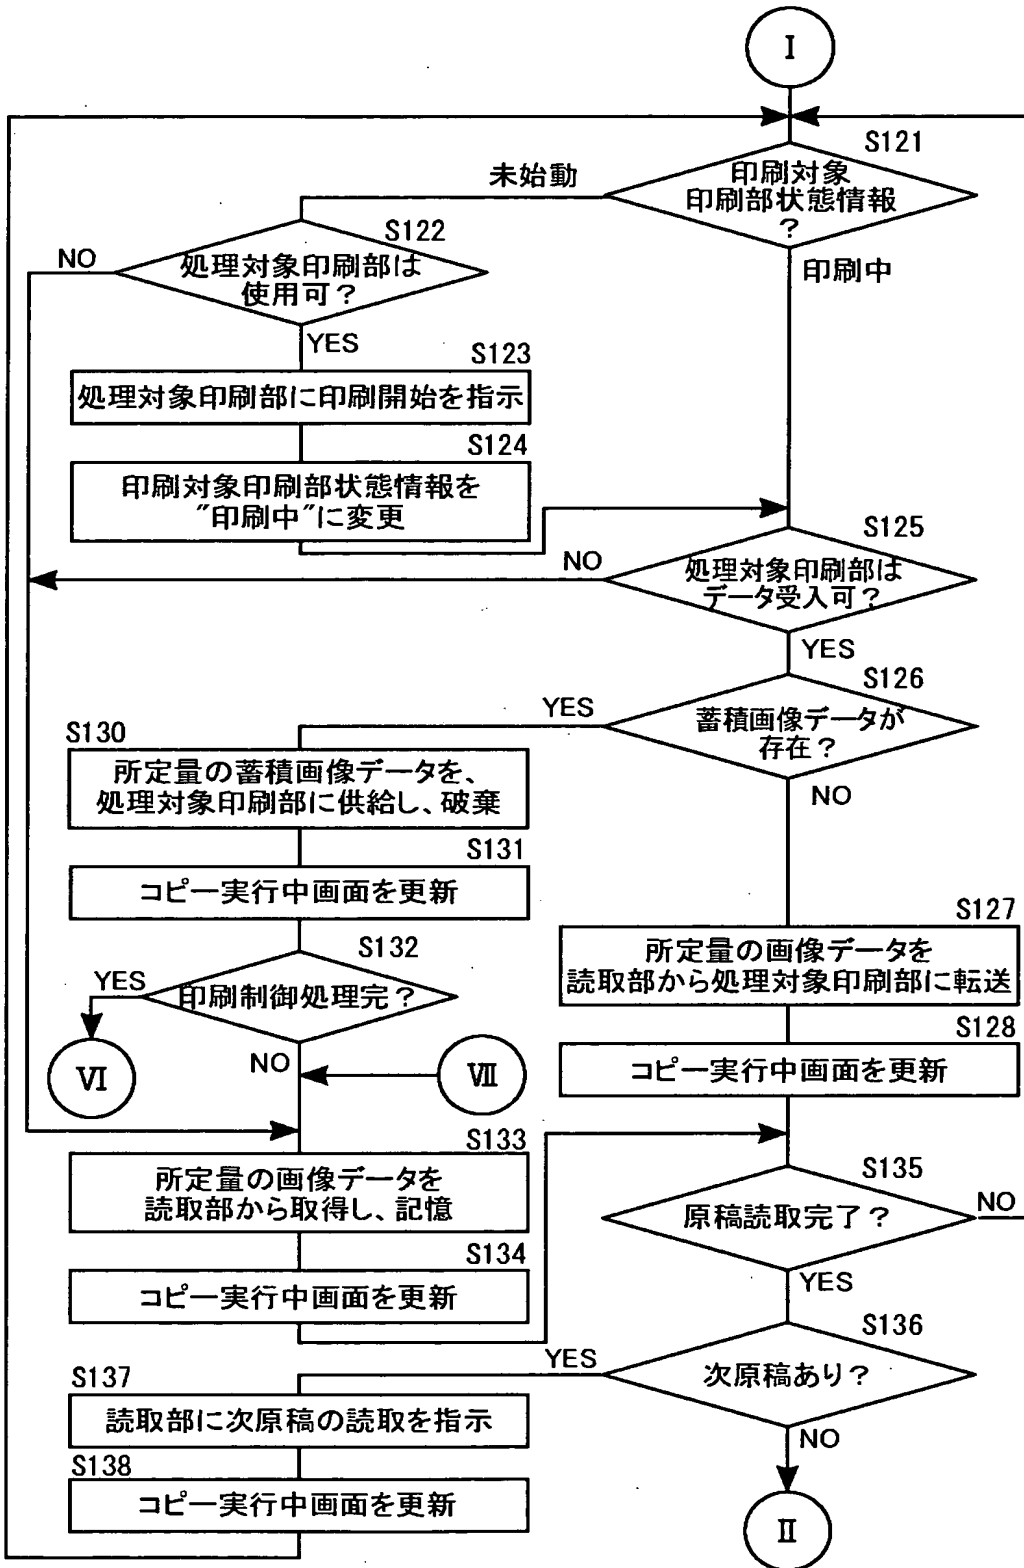 I
S121
印刷対象
印刷部状態情報
?
未始動
印刷中
S122
処理対象印刷部は
使用可?
NO
YES
S123
処理対象印刷部に印刷開始を指示
S124
印刷対象印刷部状態情報を
"印刷中"に変更
S125
処理対象印刷部は
データ受入可?
NO
YES
S126
蓄積画像データが
存在?
YES
NO
S130
所定量の蓄積画像データを、
処理対象印刷部に供給し、破棄
S131
コピー実行中画面を更新
S127
所定量の画像データを
読取部から処理対象印刷部に転送
S132
印刷制御処理完?
YES
NO
S128
コピー実行中画面を更新
VI
VII
S133
所定量の画像データを
読取部から取得し、記憶
S134
コピー実行中画面を更新
S135
原稿読取完了?
NO
YES
S136
次原稿あり?
YES
NO
S137
読取部に次原稿の読取を指示
S138
コピー実行中画面を更新
II